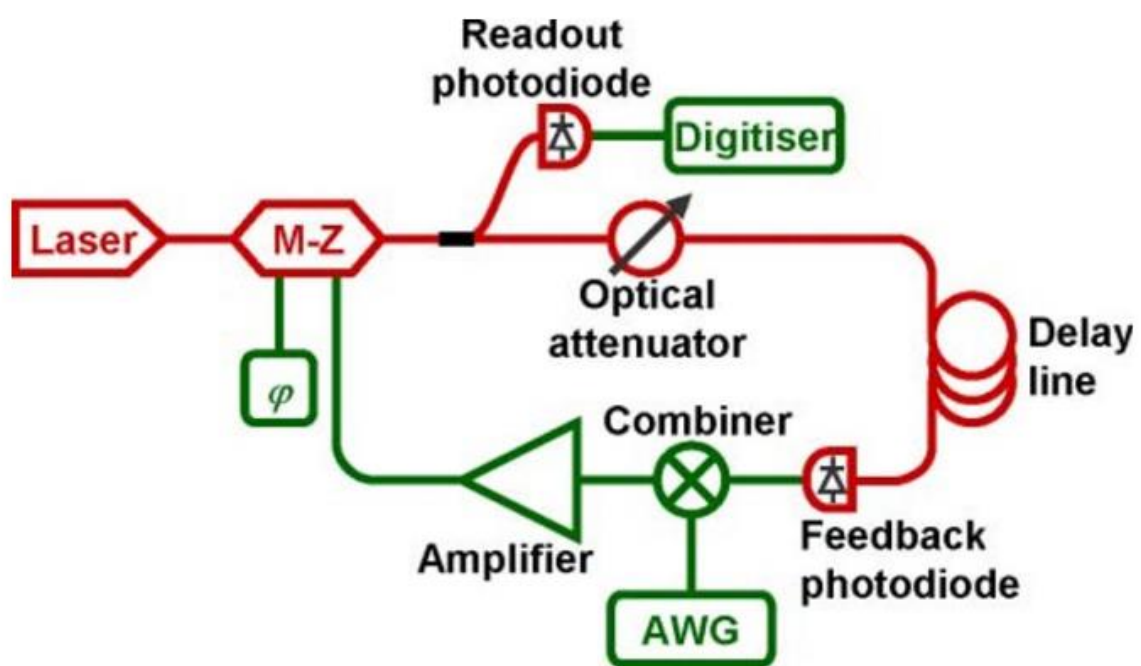 Readout
photodiode
Digitiser
Laser
M-Z
Optical
attenuator
Delay
line
φ
Combiner
Amplifier
Feedback
photodiode
AWG